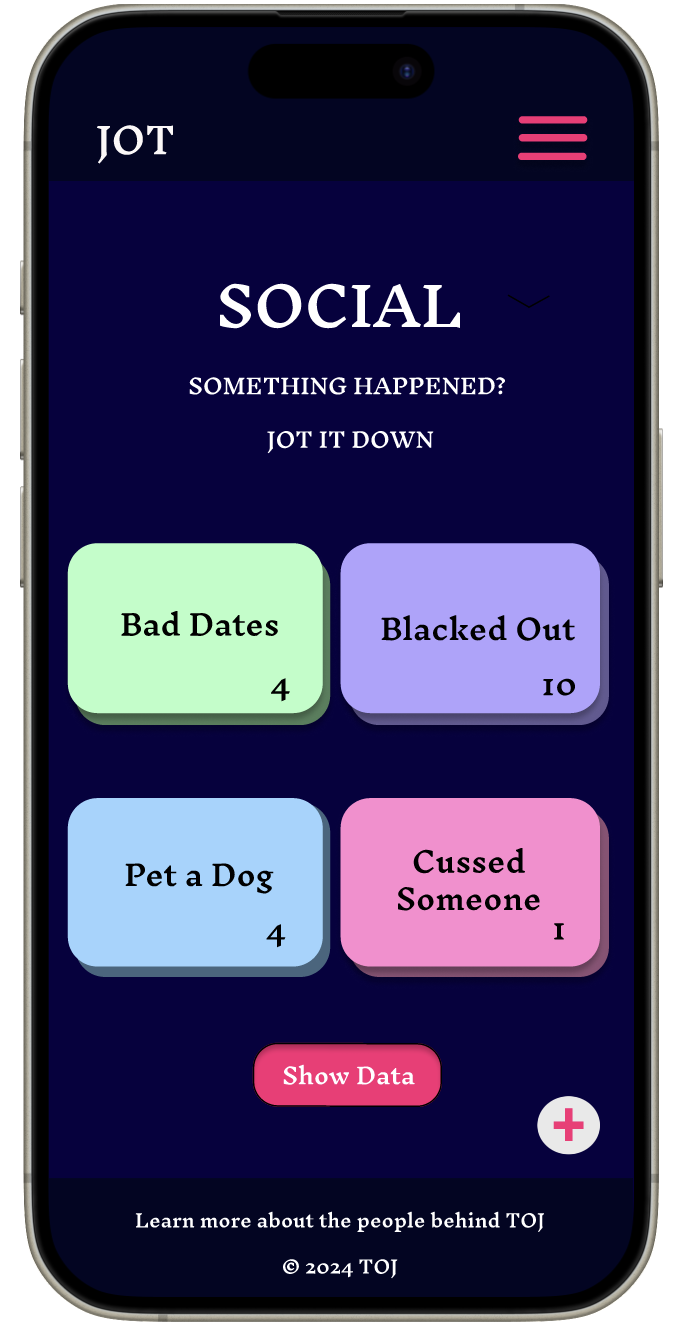 JOT
SOCIAL
SOMETHING HAPPENED?
JOT IT DOWN
Bad Dates
4
Blacked Out
10
Pet a Dog
4
Cussed
Someone
1
Show Data
Learn more about the people behind TOJ
© 2024 TOJ